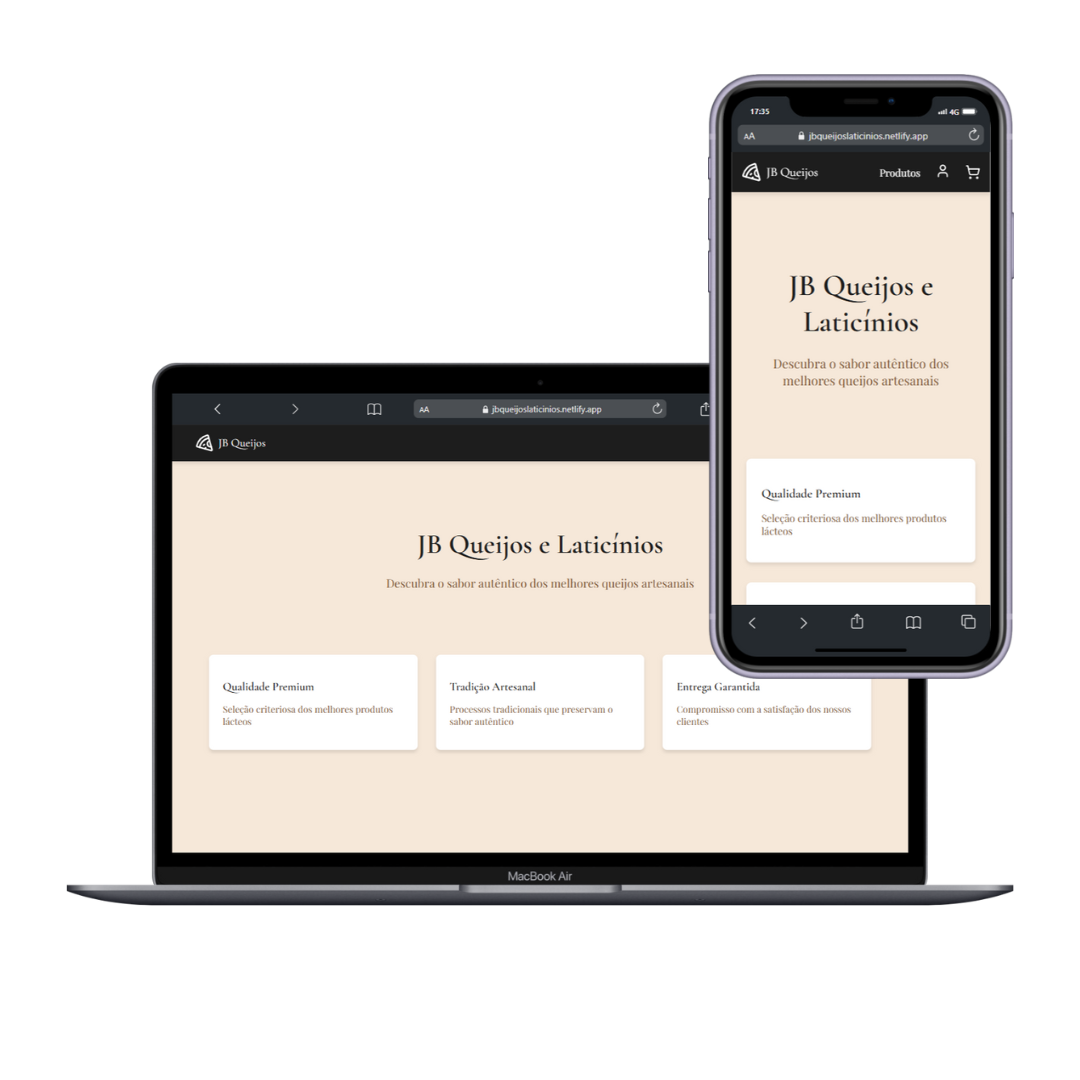 17:35
4G
AA jbqueijoslaticinios.netlify.app
JB Queijos Produtos
JB Queijos e
Laticínios
Descubra o sabor autêntico dos
melhores queijos artesanais
Qualidade Premium
Seleção criteriosa dos melhores produtos
lácteos
AA jbqueijoslaticinios.netlify.app
JB Queijos
JB Queijos e Laticínios
Descubra o sabor autêntico dos melhores queijos artesanais
Qualidade Premium
Seleção criteriosa dos melhores produtos
lácteos
Tradição Artesanal
Processos tradicionais que preservam o
sabor autêntico
Entrega Garantida
Compromisso com a satisfação dos nossos
clientes
MacBook Air